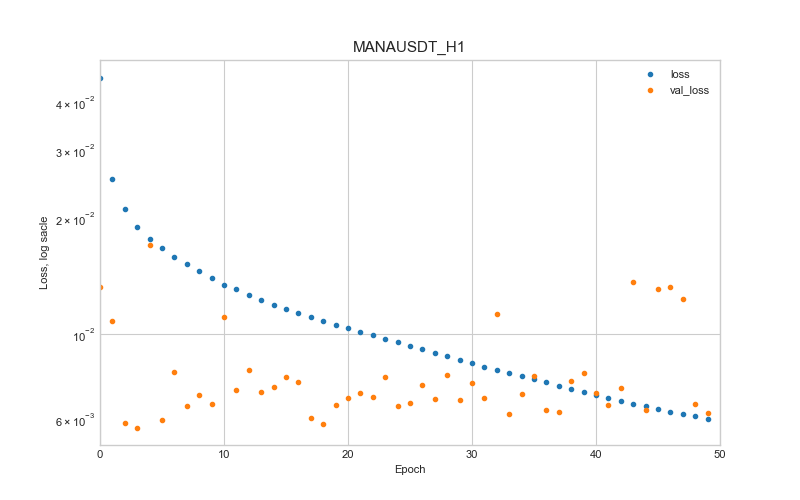 MANAUSDT_H1
loss
val_loss
4 × 10⁻²
3 × 10⁻²
2 × 10⁻²
10⁻²
6 × 10⁻³
Loss, log sacle
0 10 20 30 40 50
Epoch